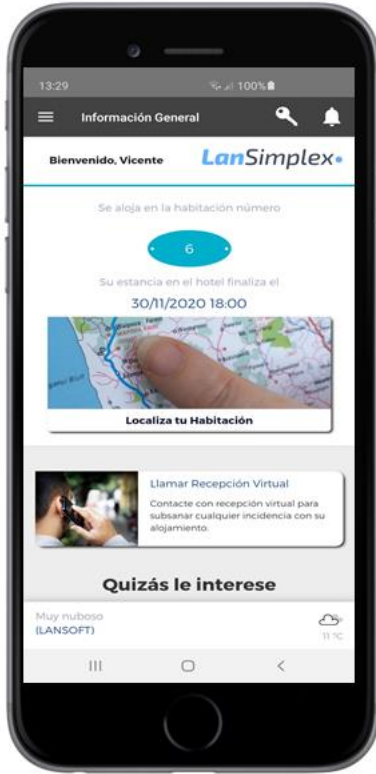 13:29
100%
Información General
Bienvenido, Vicente
LanSimplex
Se aloja en la habitación número
6
Su estancia en el hotel finaliza el
30/11/2020 18:00
Localiza tu Habitación
Llamar Recepción Virtual
Contacte con recepción virtual para
subsanar cualquier incidencia con su
alojamiento.
Quizás le interese
Muy nuboso
(LANSOFT)
11 ºC